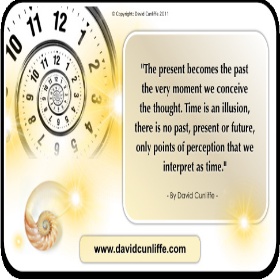 © Copyright: David Cunliffe 2011
"The present becomes the past
the very moment we conceive
the thought. Time is an illusion,
there is no past, present or future,
only points of perception that we
interpret as time."
- By David Cunliffe -
www.davidcunliffe.com